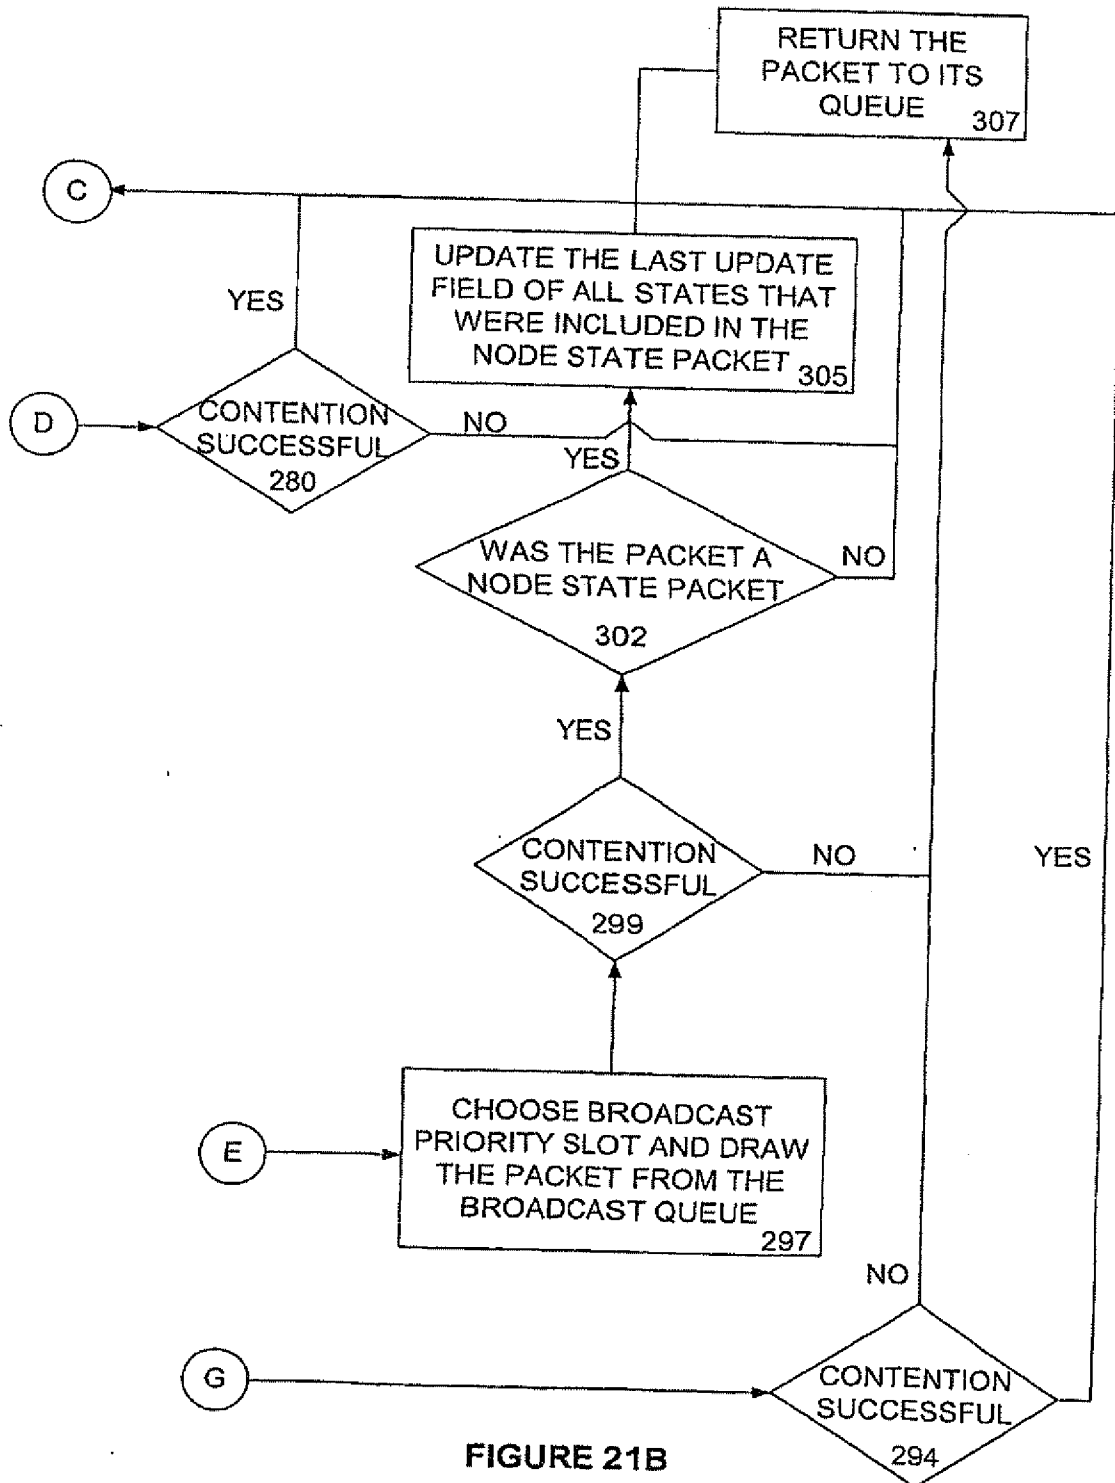 RETURN THE
PACKET TO ITS
QUEUE
307
C
UPDATE THE LAST UPDATE
FIELD OF ALL STATES THAT
WERE INCLUDED IN THE
NODE STATE PACKET
305
YES
D
CONTENTION
SUCCESSFUL
280
NO
YES
WAS THE PACKET A
NODE STATE PACKET
302
NO
YES
CONTENTION
SUCCESSFUL
299
NO
YES
E
CHOOSE BROADCAST
PRIORITY SLOT AND DRAW
THE PACKET FROM THE
BROADCAST QUEUE
297
NO
G
CONTENTION
SUCCESSFUL
294
FIGURE 21B